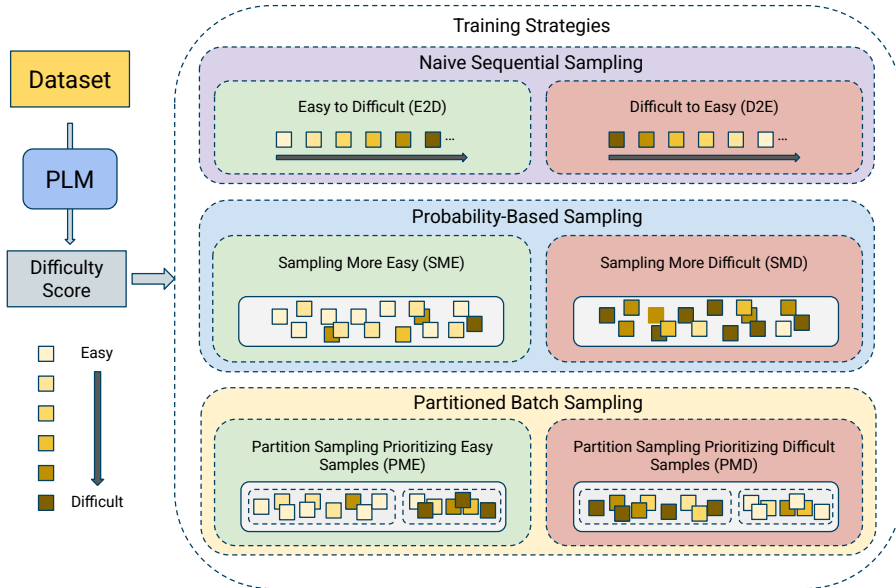 Training Strategies
Dataset
PLM
Difficulty
Score
Easy
Difficult
Naive Sequential Sampling
Easy to Difficult (E2D)
...
Difficult to Easy (D2E)
...
Probability-Based Sampling
Sampling More Easy (SME)
Sampling More Difficult (SMD)
Partitioned Batch Sampling
Partition Sampling Prioritizing Easy
Samples (PME)
Partition Sampling Prioritizing Difficult
Samples (PMD)